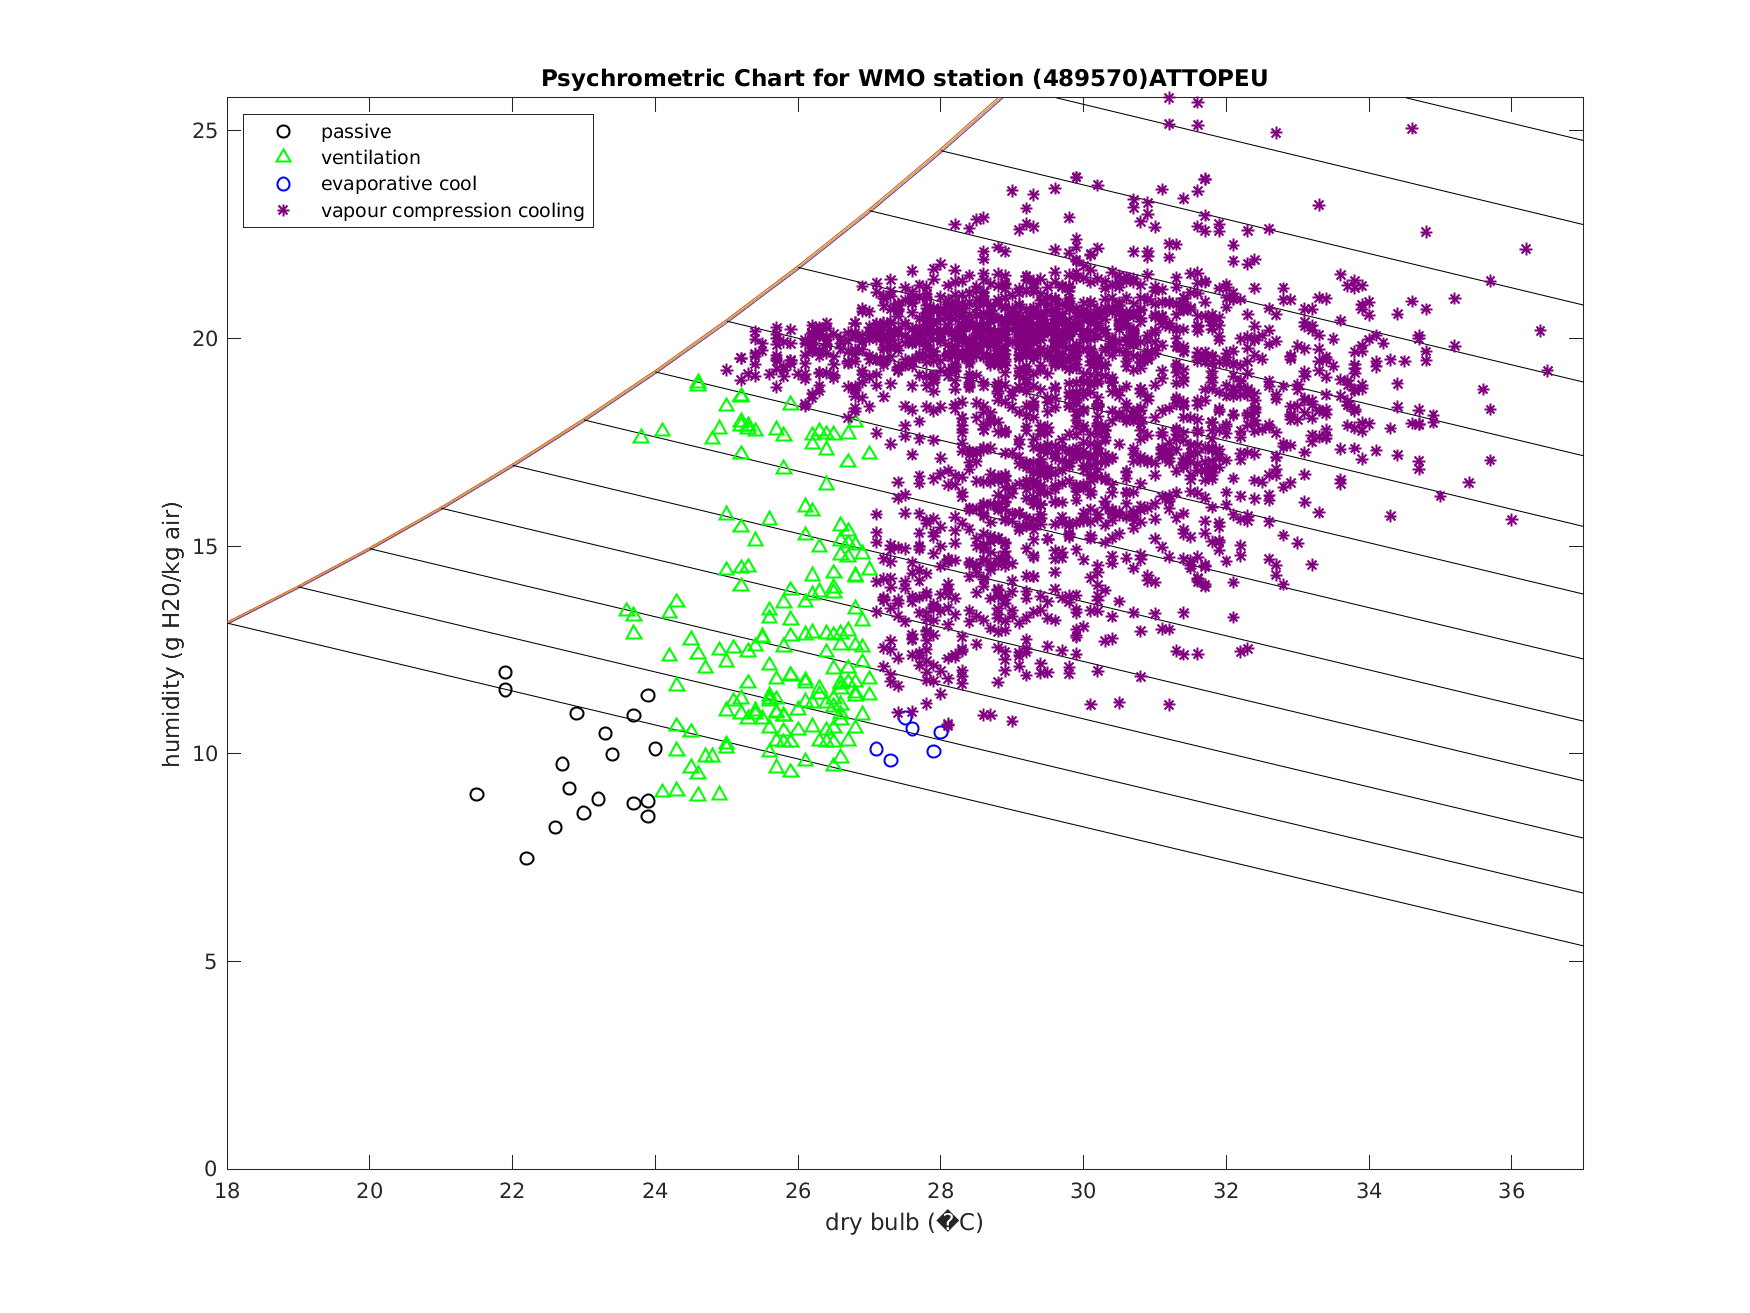 Psychrometric Chart for WMO station (489570)ATTOPEU
passive
ventilation
evaporative cool
vapour compression cooling
humidity (g H20/kg air)
25
20
15
10
5
0
18 20 22 24 26 28 30 32 34 36
dry bulb (�C)